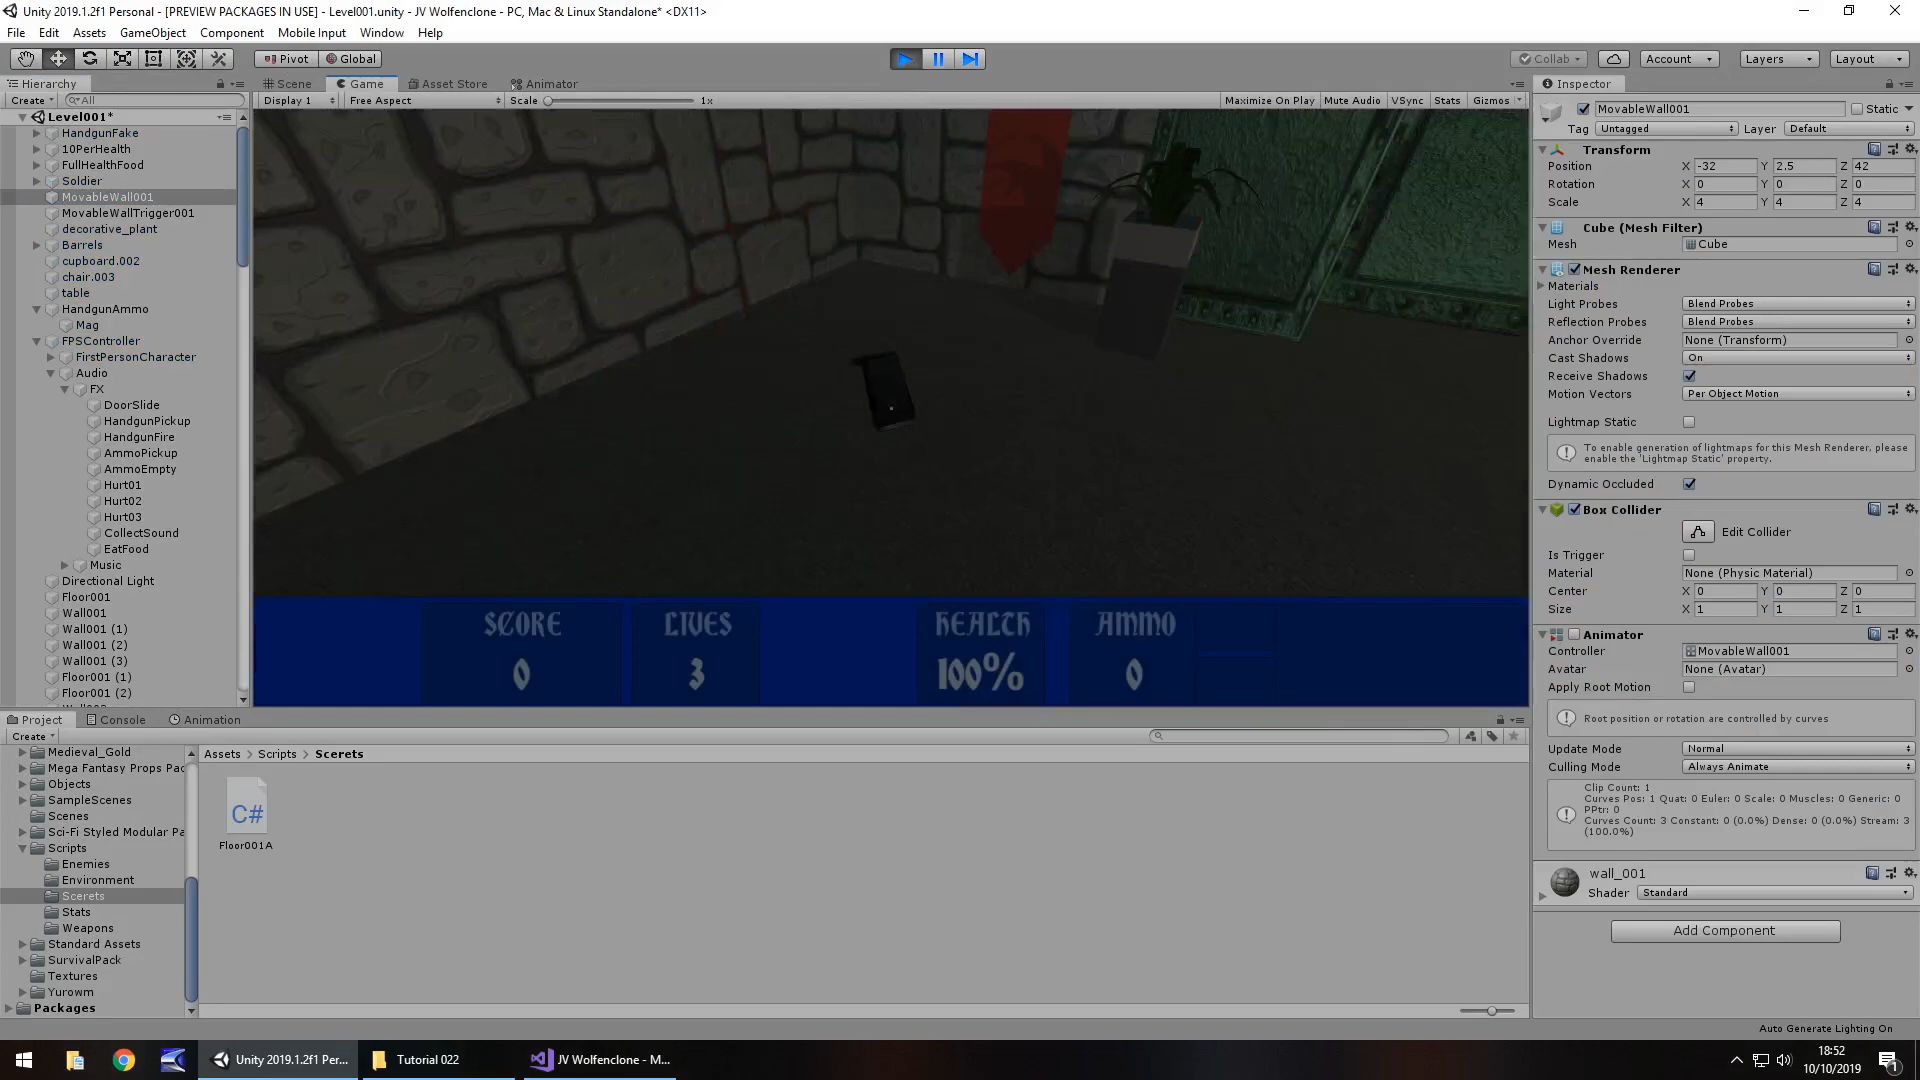 Unity 2019.1.2f1 Personal - [PREVIEW PACKAGES IN USE] - Level001.unity - JV Wolfenclone - PC, Mac & Linux Standalone* <DX11>
File Edit Assets GameObject Component Mobile Input Window Help
Pivot Global Collab Account Layers Layout
Hierarchy Scene Game Asset Store Animator Inspector
Create All Display 1 Free Aspect Scale 1x Maximize On Play Mute Audio VSync Stats Gizmos
Level001*
HandgunFake
10PerHealth
FullHealthFood
Soldier
MovableWall001
MovableWallTrigger001
decorative_plant
Barrels
cupboard.002
chair.003
table
HandgunAmmo
Mag
FPSController
FirstPersonCharacter
Audio
FX
DoorSlide
HandgunPickup
HandgunFire
AmmoPickup
AmmoEmpty
Hurt01
Hurt02
Hurt03
CollectSound
EatFood
Music
Directional Light
Floor001
Wall001
Wall001 (1)
Wall001 (2)
Wall001 (3)
Floor001 (1)
Floor001 (2)
SCORE LIVES HEALTH AMMO
0 3 100% 0
MovableWall001 Static
Tag Untagged Layer Default
Transform
Position X -32 Y 2.5 Z 42
Rotation X 0 Y 0 Z 0
Scale X 4 Y 4 Z 4
Cube (Mesh Filter)
Mesh Cube
Mesh Renderer
Materials
Light Probes Blend Probes
Reflection Probes Blend Probes
Anchor Override None (Transform)
Cast Shadows On
Receive Shadows
Motion Vectors Per Object Motion
Lightmap Static
To enable generation of lightmaps for this Mesh Renderer, please
enable the 'Lightmap Static' property.
Dynamic Occluded
Box Collider
Edit Collider
Is Trigger
Material None (Physic Material)
Center X 0 Y 0 Z 0
Size X 1 Y 1 Z 1
Animator
Controller MovableWall001
Avatar None (Avatar)
Apply Root Motion
Root position or rotation are controlled by curves
Update Mode Normal
Culling Mode Always Animate
Clip Count: 1
Curves Pos: 1 Quat: 0 Euler: 0 Scale: 0 Muscles: 0 Generic: 0
PPtr: 0
Curves Count: 3 Constant: 0 (0.0%) Dense: 0 (0.0%) Stream: 3
(100.0%)
wall_001
Shader Standard
Add Component
Project Console Animation
Create
Medieval_Gold
Mega Fantasy Props Pac
Objects
SampleScenes
Scenes
Sci-Fi Styled Modular Pa
Scripts
Enemies
Environment
Scerets
Stats
Weapons
Standard Assets
SurvivalPack
Textures
Yurowm
Packages
Assets > Scripts > Scerets
C#
Floor001A
Auto Generate Lighting On
Unity 2019.1.2f1 Per... Tutorial 022 JV Wolfenclone - M...
18:52
10/10/2019
1